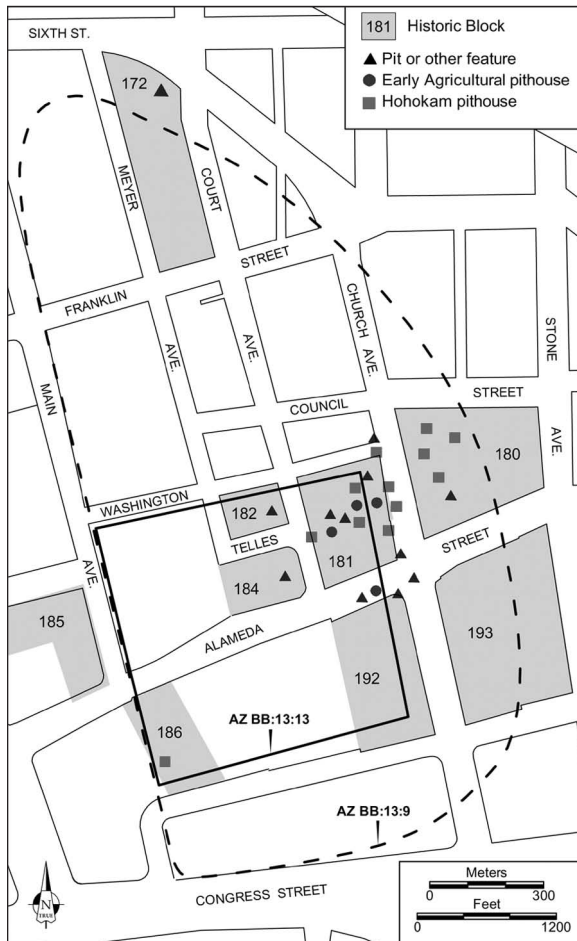 181 Historic Block
Pit or other feature
Early Agricultural pithouse
Hohokam pithouse
SIXTH ST.
172
MEYER
COURT
STREET
FRANKLIN
CHURCH AVE.
AVE.
AVE.
STONE
MAIN
COUNCIL
STREET
180
AVE.
WASHINGTON
182
TELLES
181
STREET
AVE.
184
185
193
ALAMEDA
192
186
AZ BB:13:13
AZ BB:13:9
CONGRESS STREET
N
TRUE
Meters
0 300
Feet
0 1200